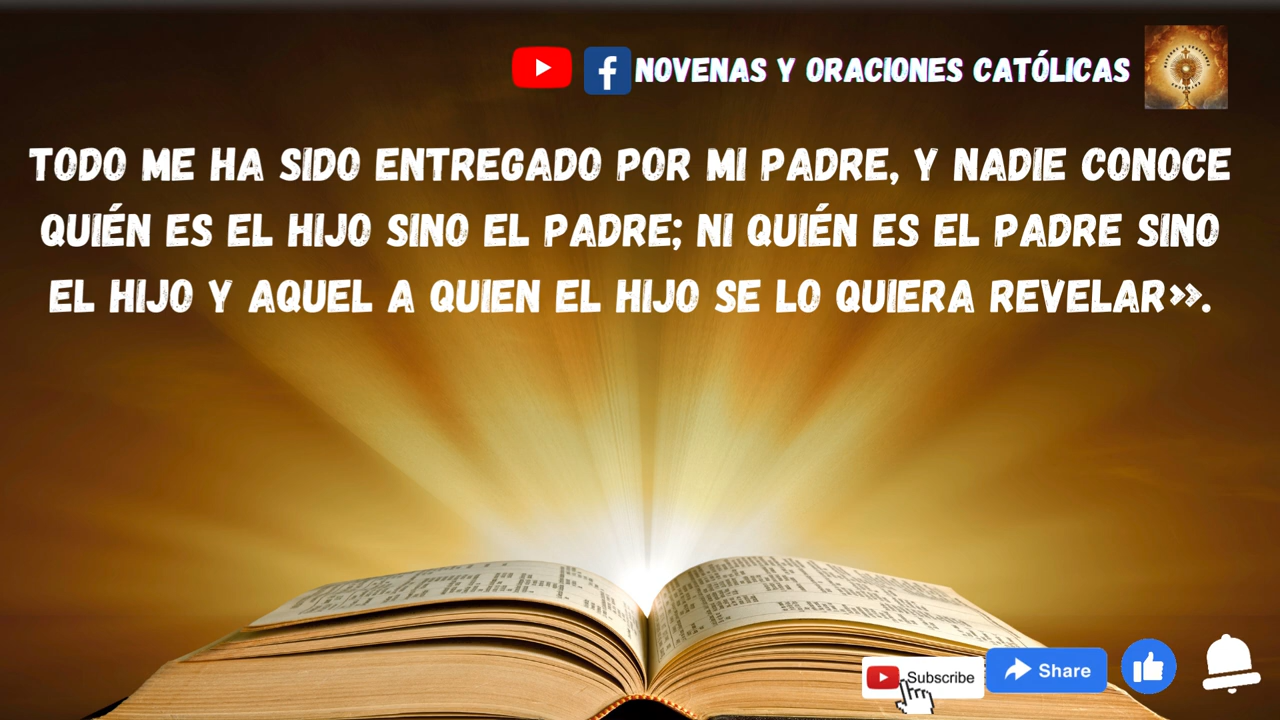 NOVENAS Y ORACIONES CATÓLICAS
TODO ME HA SIDO ENTREGADO POR MI PADRE, Y NADIE CONOCE
QUIÉN ES EL HIJO SINO EL PADRE; NI QUIÉN ES EL PADRE SINO
EL HIJO Y AQUEL A QUIEN EL HIJO SE LO QUIERA REVELAR».
Subscribe
Share